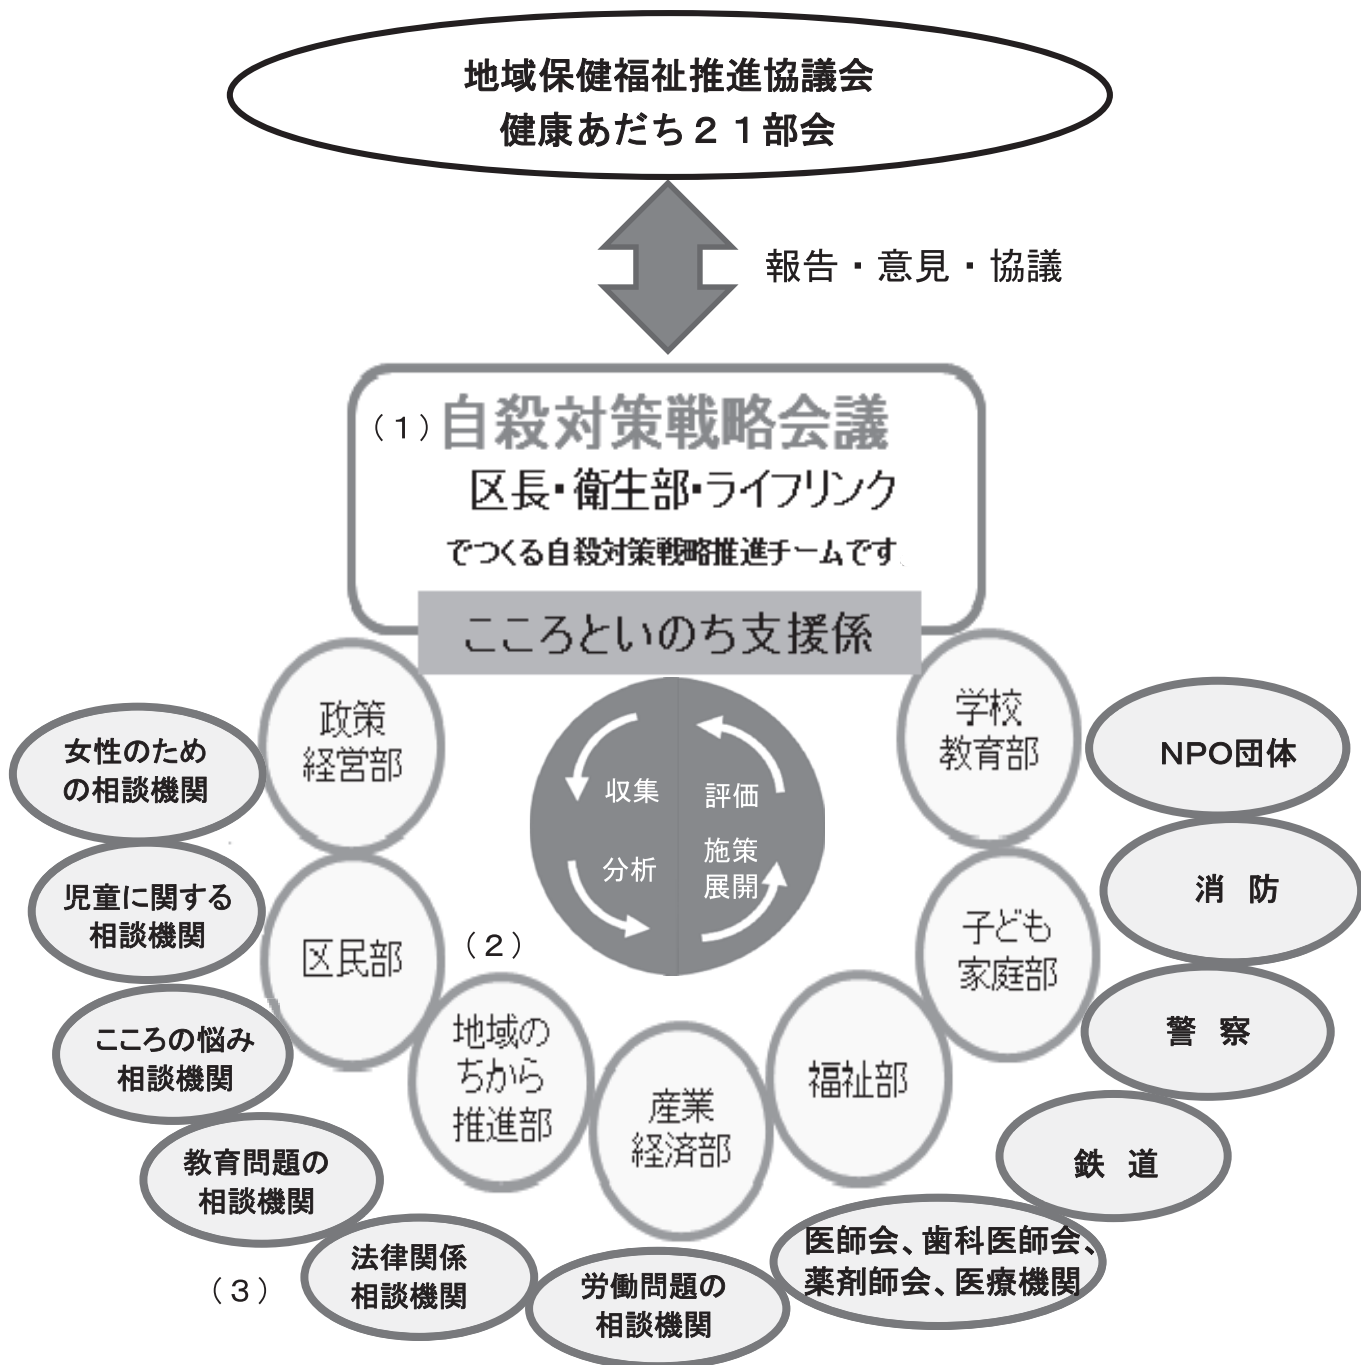 地域保健福祉推進協議会
健康あだち２１部会
報告・意見・協議
（１）自殺対策戦略会議
区長・衛生部・ライフリンク
でつくる自殺対策戦略推進チームです
こころといのち支援係
政策
経営部
学校
教育部
女性のため
の相談機関
NPO団体
収集
評価
分析
施策
展開
児童に関する
相談機関
消 防
区民部
（２）
子ども
家庭部
こころの悩み
相談機関
警 察
地域の
ちから
推進部
産業
経済部
福祉部
教育問題の
相談機関
鉄 道
（３）
法律関係
相談機関
労働問題の
相談機関
医師会、歯科医師会、
薬剤師会、医療機関